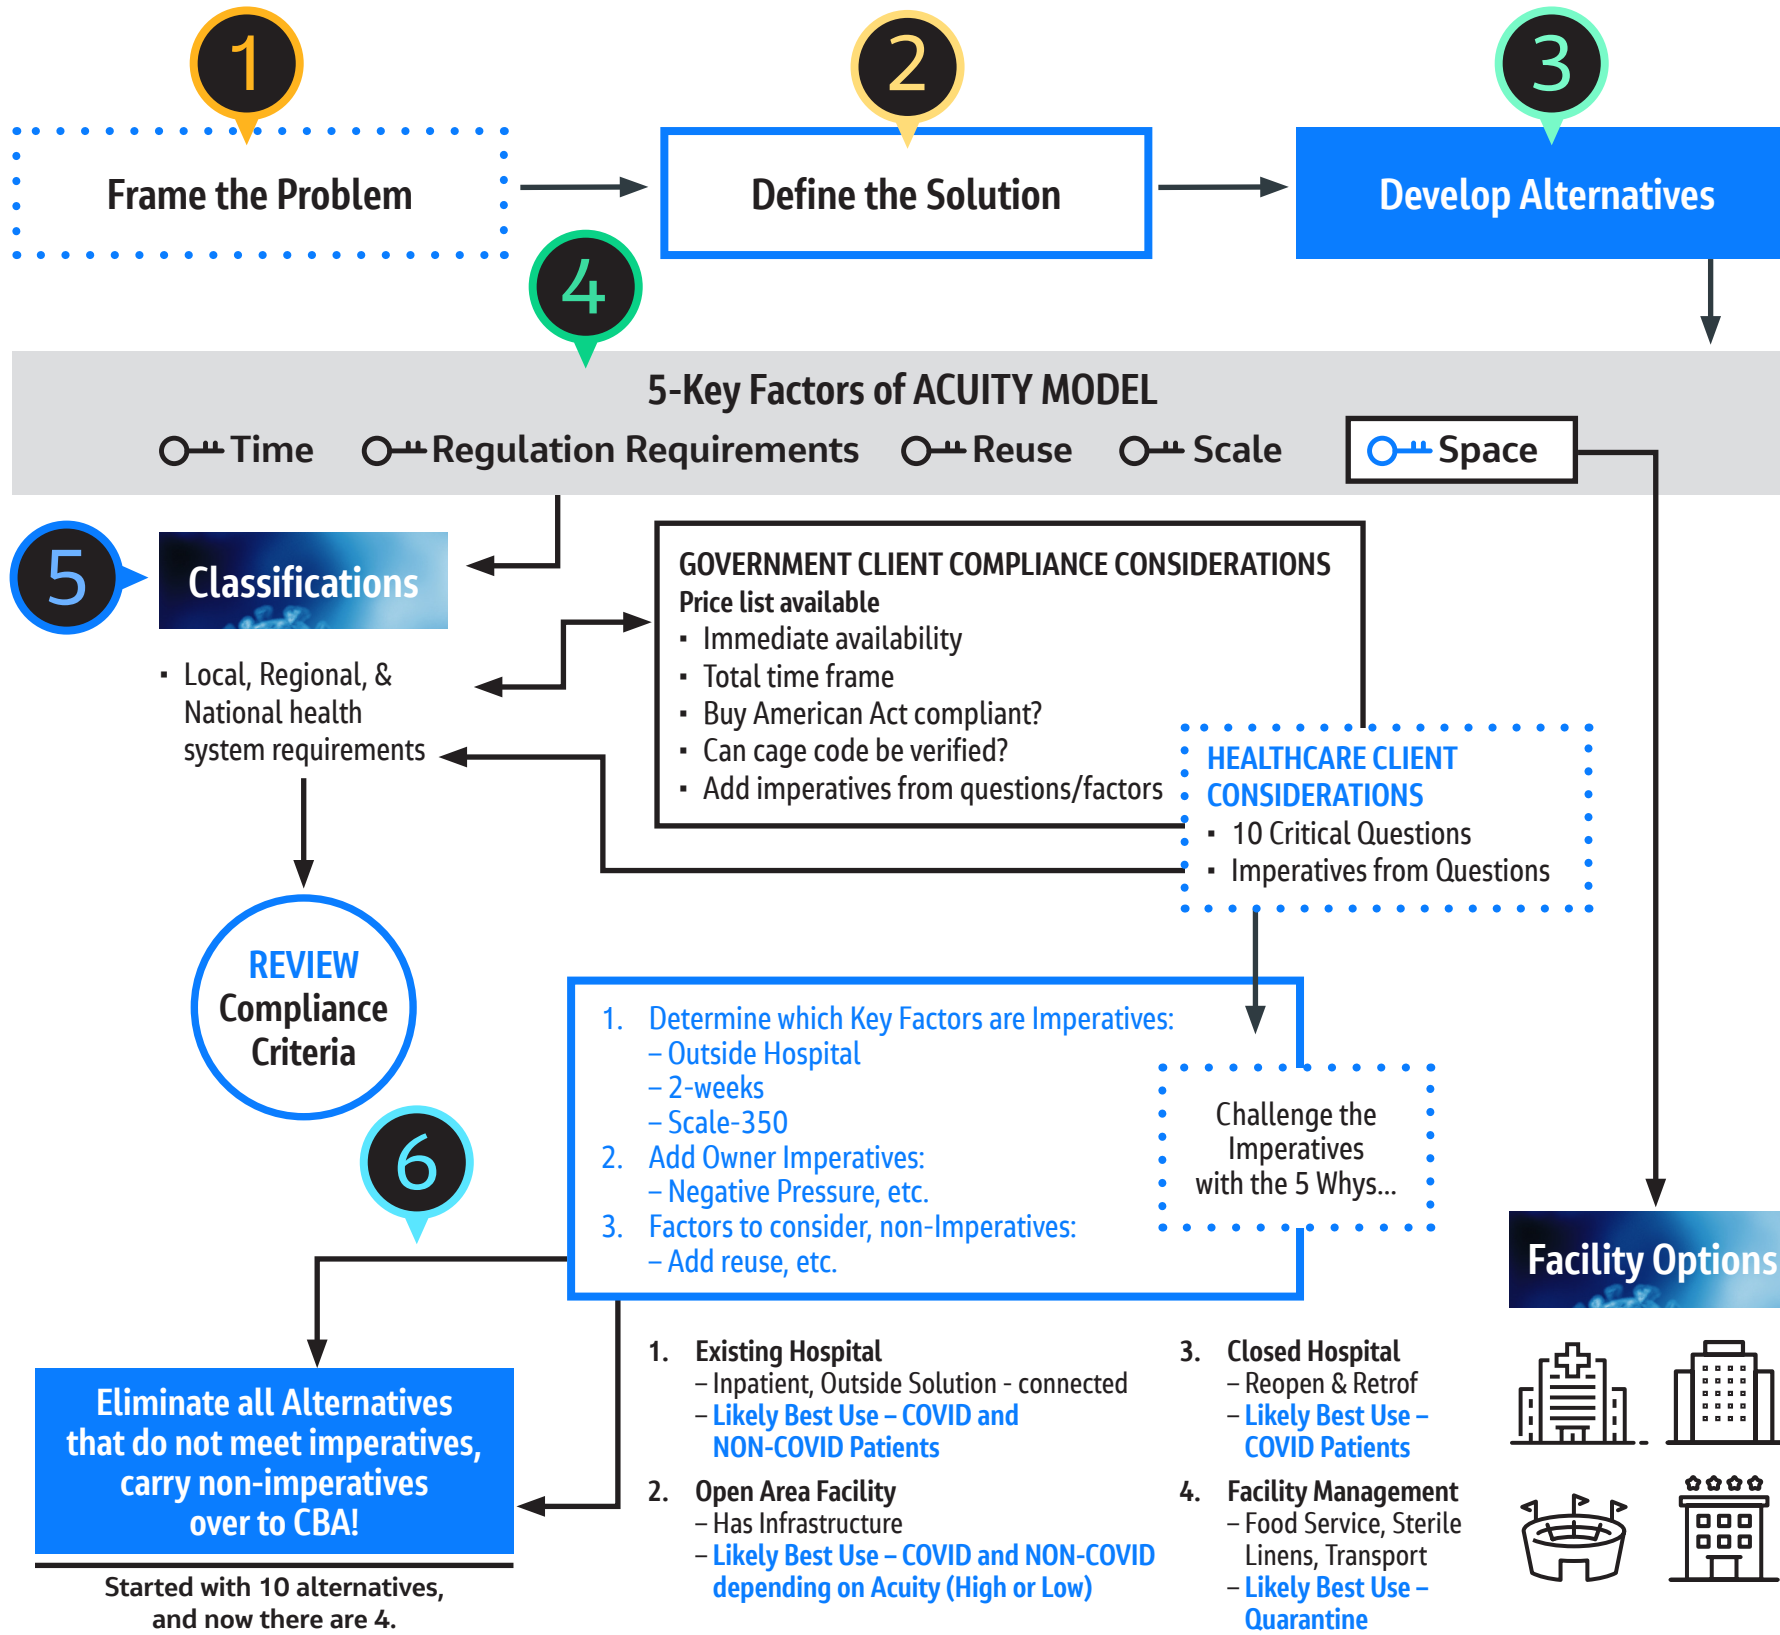 1
2
3
Frame the Problem
Define the Solution
Develop Alternatives
4
5-Key Factors of ACUITY MODEL
Time
Regulation Requirements
Reuse
Scale
Space
5
Classifications
▪ Local, Regional, &
National health
system requirements
GOVERNMENT CLIENT COMPLIANCE CONSIDERATIONS
Price list available
▪ Immediate availability
▪ Total time frame
▪ Buy American Act compliant?
▪ Can cage code be verified?
▪ Add imperatives from questions/factors
HEALTHCARE CLIENT
CONSIDERATIONS
▪ 10 Critical Questions
▪ Imperatives from Questions
REVIEW
Compliance
Criteria
1. Determine which Key Factors are Imperatives:
– Outside Hospital
– 2-weeks
– Scale-350
2. Add Owner Imperatives:
– Negative Pressure, etc.
3. Factors to consider, non-Imperatives:
– Add reuse, etc.
Challenge the
Imperatives
with the 5 Whys...
6
Facility Options
Eliminate all Alternatives
that do not meet imperatives,
carry non-imperatives
over to CBA!
Started with 10 alternatives,
and now there are 4.
1. Existing Hospital
– Inpatient, Outside Solution - connected
– Likely Best Use – COVID and
NON-COVID Patients
2. Open Area Facility
– Has Infrastructure
– Likely Best Use – COVID and NON-COVID
depending on Acuity (High or Low)
3. Closed Hospital
– Reopen & Retrof
– Likely Best Use –
COVID Patients
4. Facility Management
– Food Service, Sterile
Linens, Transport
– Likely Best Use –
Quarantine